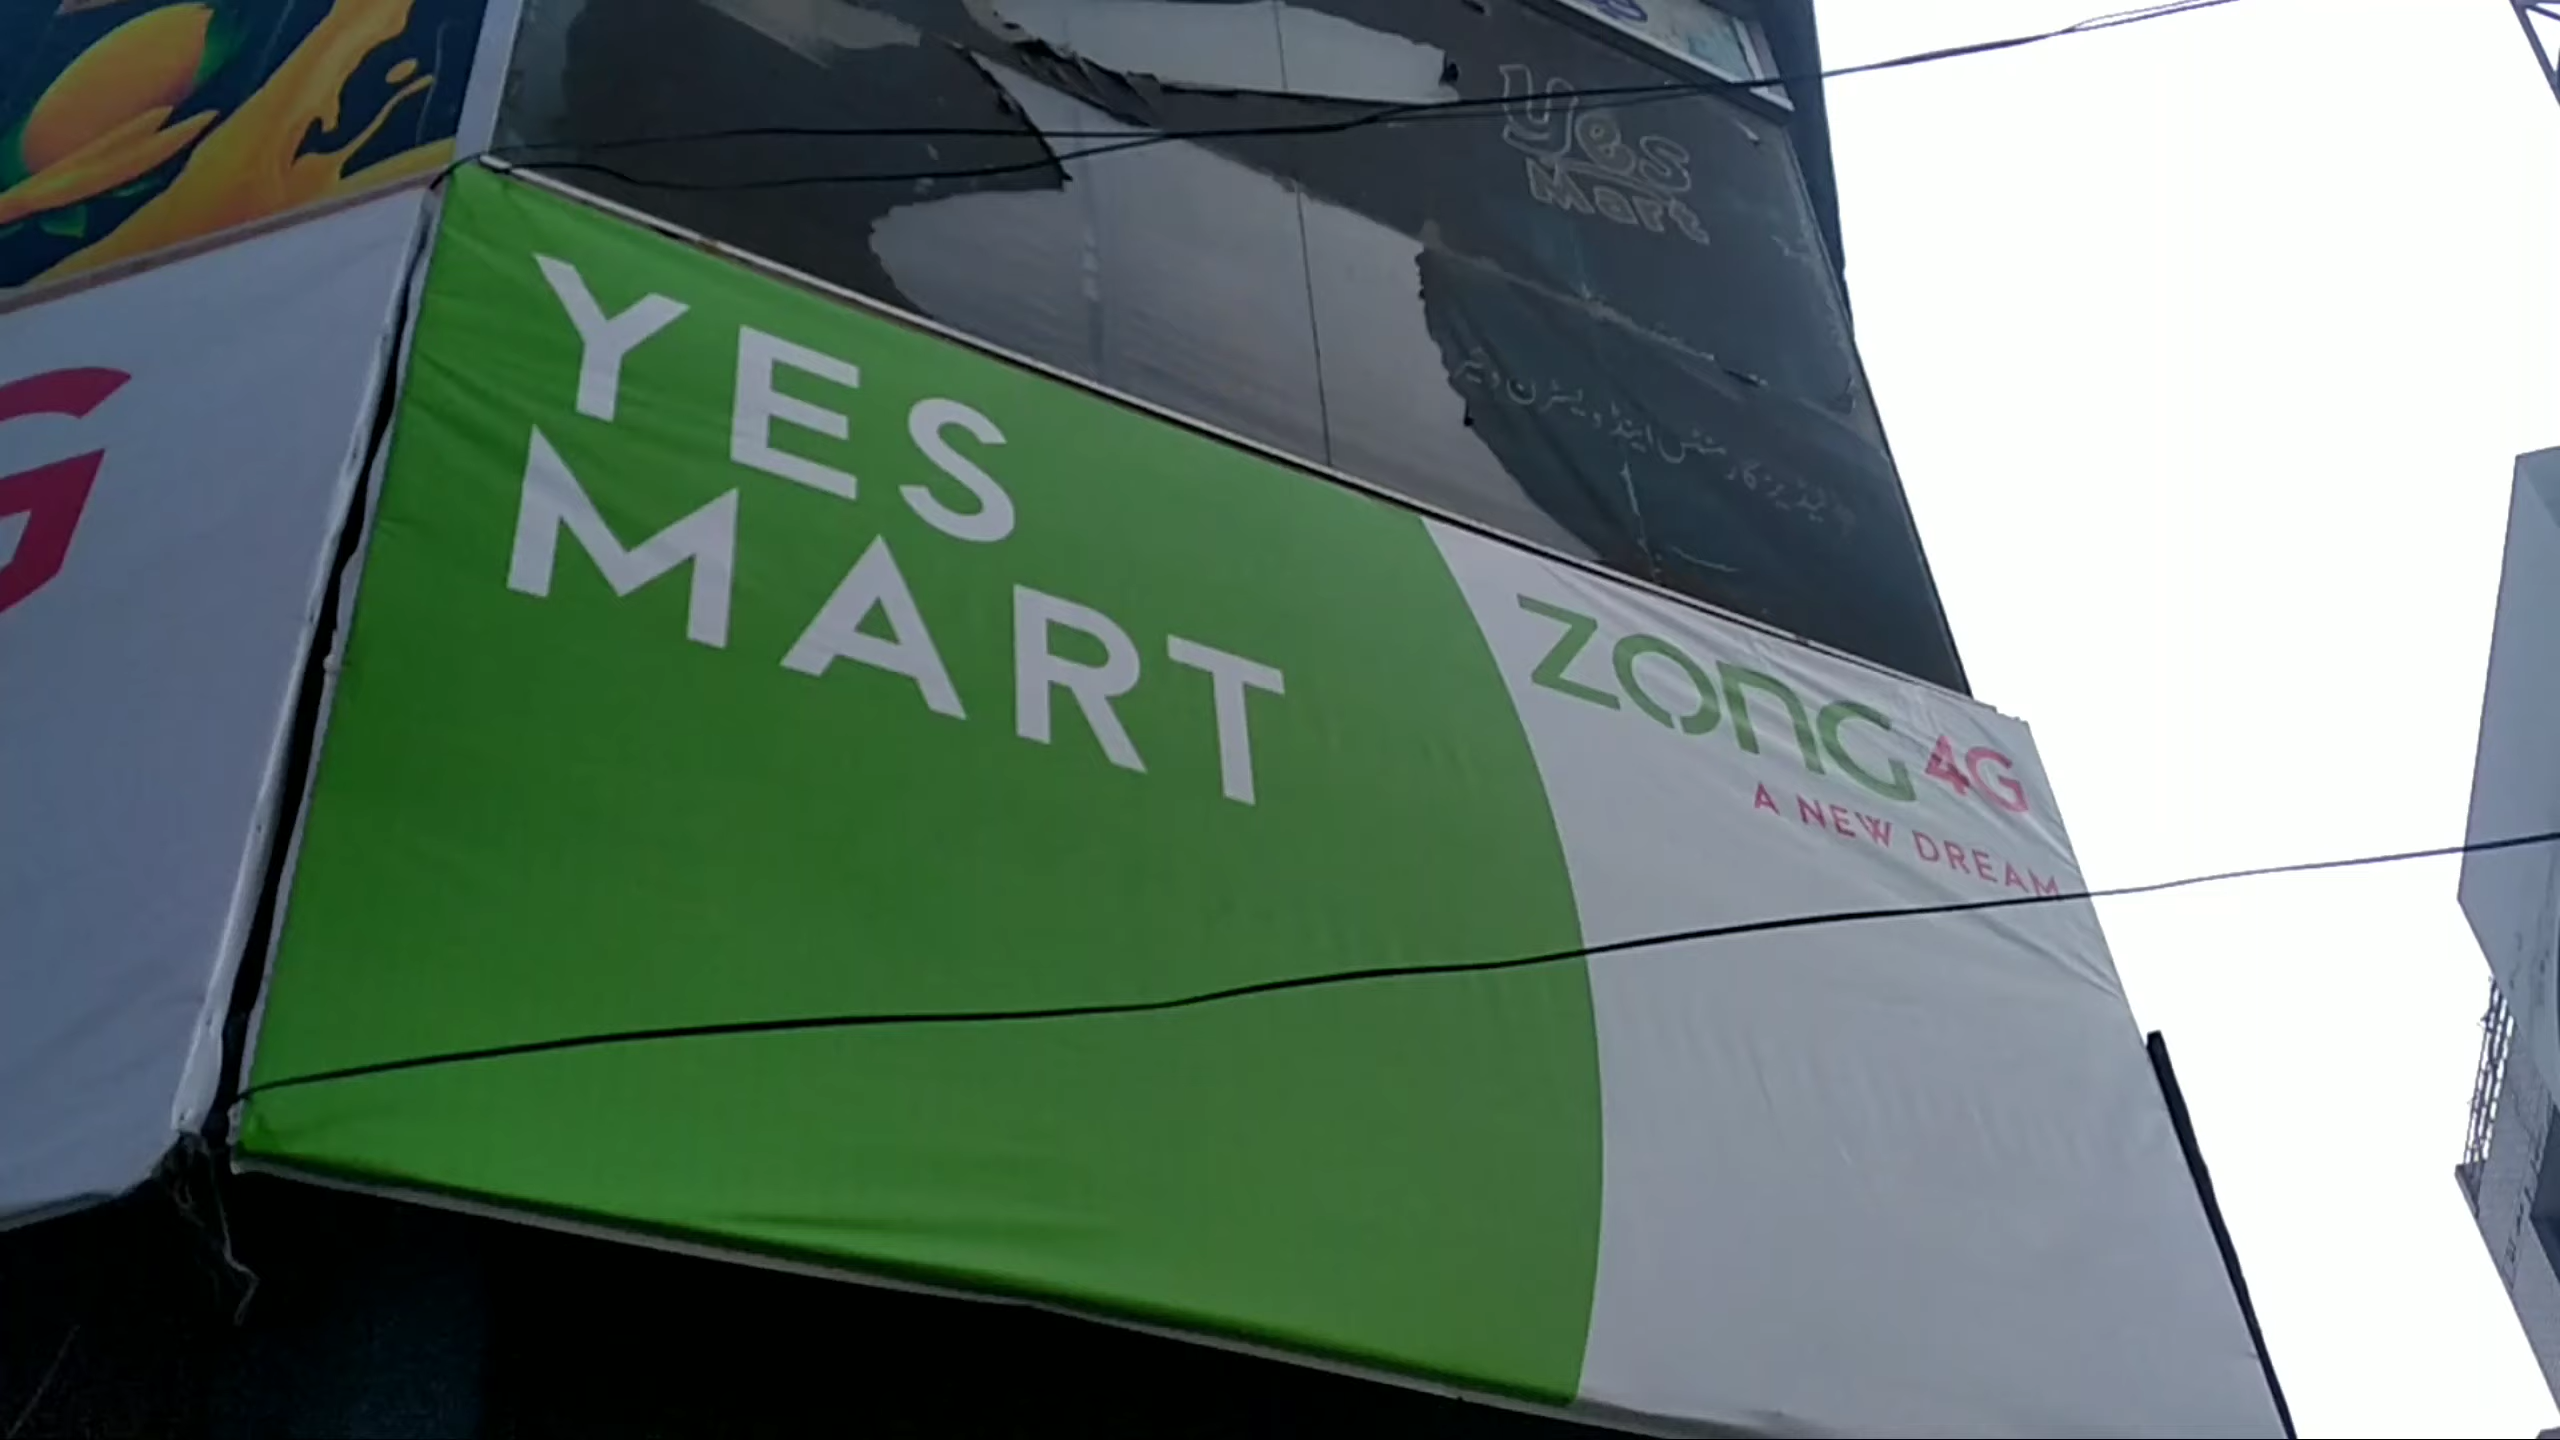 Yes
Mart
YES
MART
ZONG 4G
A NEW DREAM
G